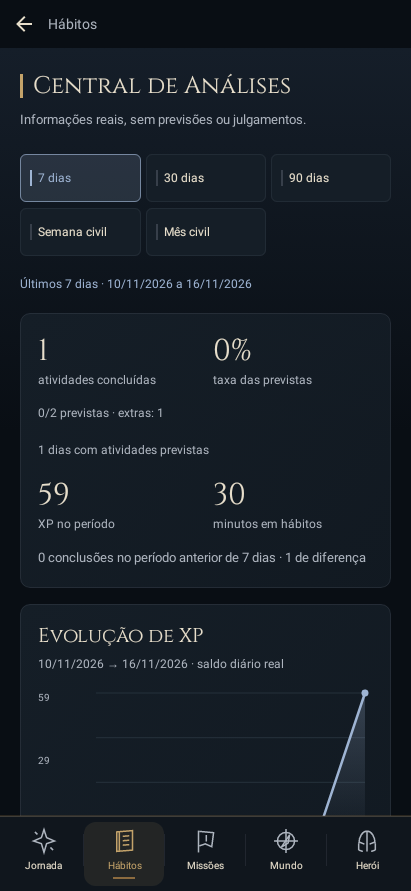 Hábitos
Central de Análises
Informações reais, sem previsões ou julgamentos.
7 dias
30 dias
90 dias
Semana civil
Mês civil
Últimos 7 dias · 10/11/2026 a 16/11/2026
1
0%
atividades concluídas
taxa das previstas
0/2 previstas · extras: 1
1 dias com atividades previstas
59
30
XP no período
minutos em hábitos
0 conclusões no período anterior de 7 dias · 1 de diferença
Evolução de XP
10/11/2026 → 16/11/2026 · saldo diário real
59
29
Jornada
Hábitos
Missões
Mundo
Herói